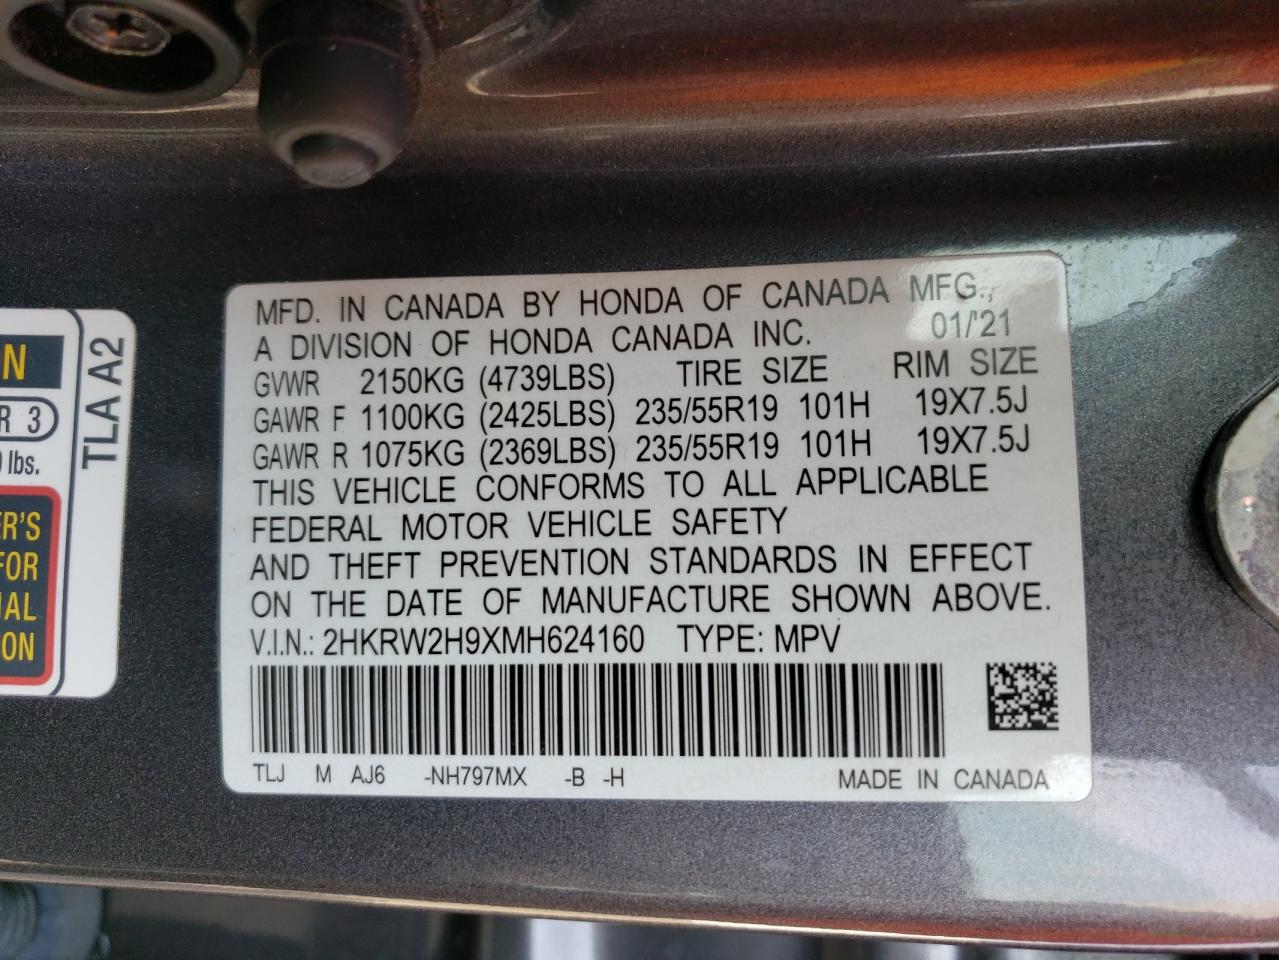 N
R 3
lbs.
TLA A2
ER'S
FOR
ON
MFD. IN CANADA BY HONDA OF CANADA MFG.,
A DIVISION OF HONDA CANADA INC. 01/'21
GVWR 2150KG (4739LBS) TIRE SIZE RIM SIZE
GAWR F 1100KG (2425LBS) 235/55R19 101H 19X7.5J
GAWR R 1075KG (2369LBS) 235/55R19 101H 19X7.5J
THIS VEHICLE CONFORMS TO ALL APPLICABLE
FEDERAL MOTOR VEHICLE SAFETY
AND THEFT PREVENTION STANDARDS IN EFFECT
ON THE DATE OF MANUFACTURE SHOWN ABOVE.
V.I.N.: 2HKRW2H9XMH624160 TYPE: MPV
TLJ M AJ6 -NH797MX -B -H MADE IN CANADA